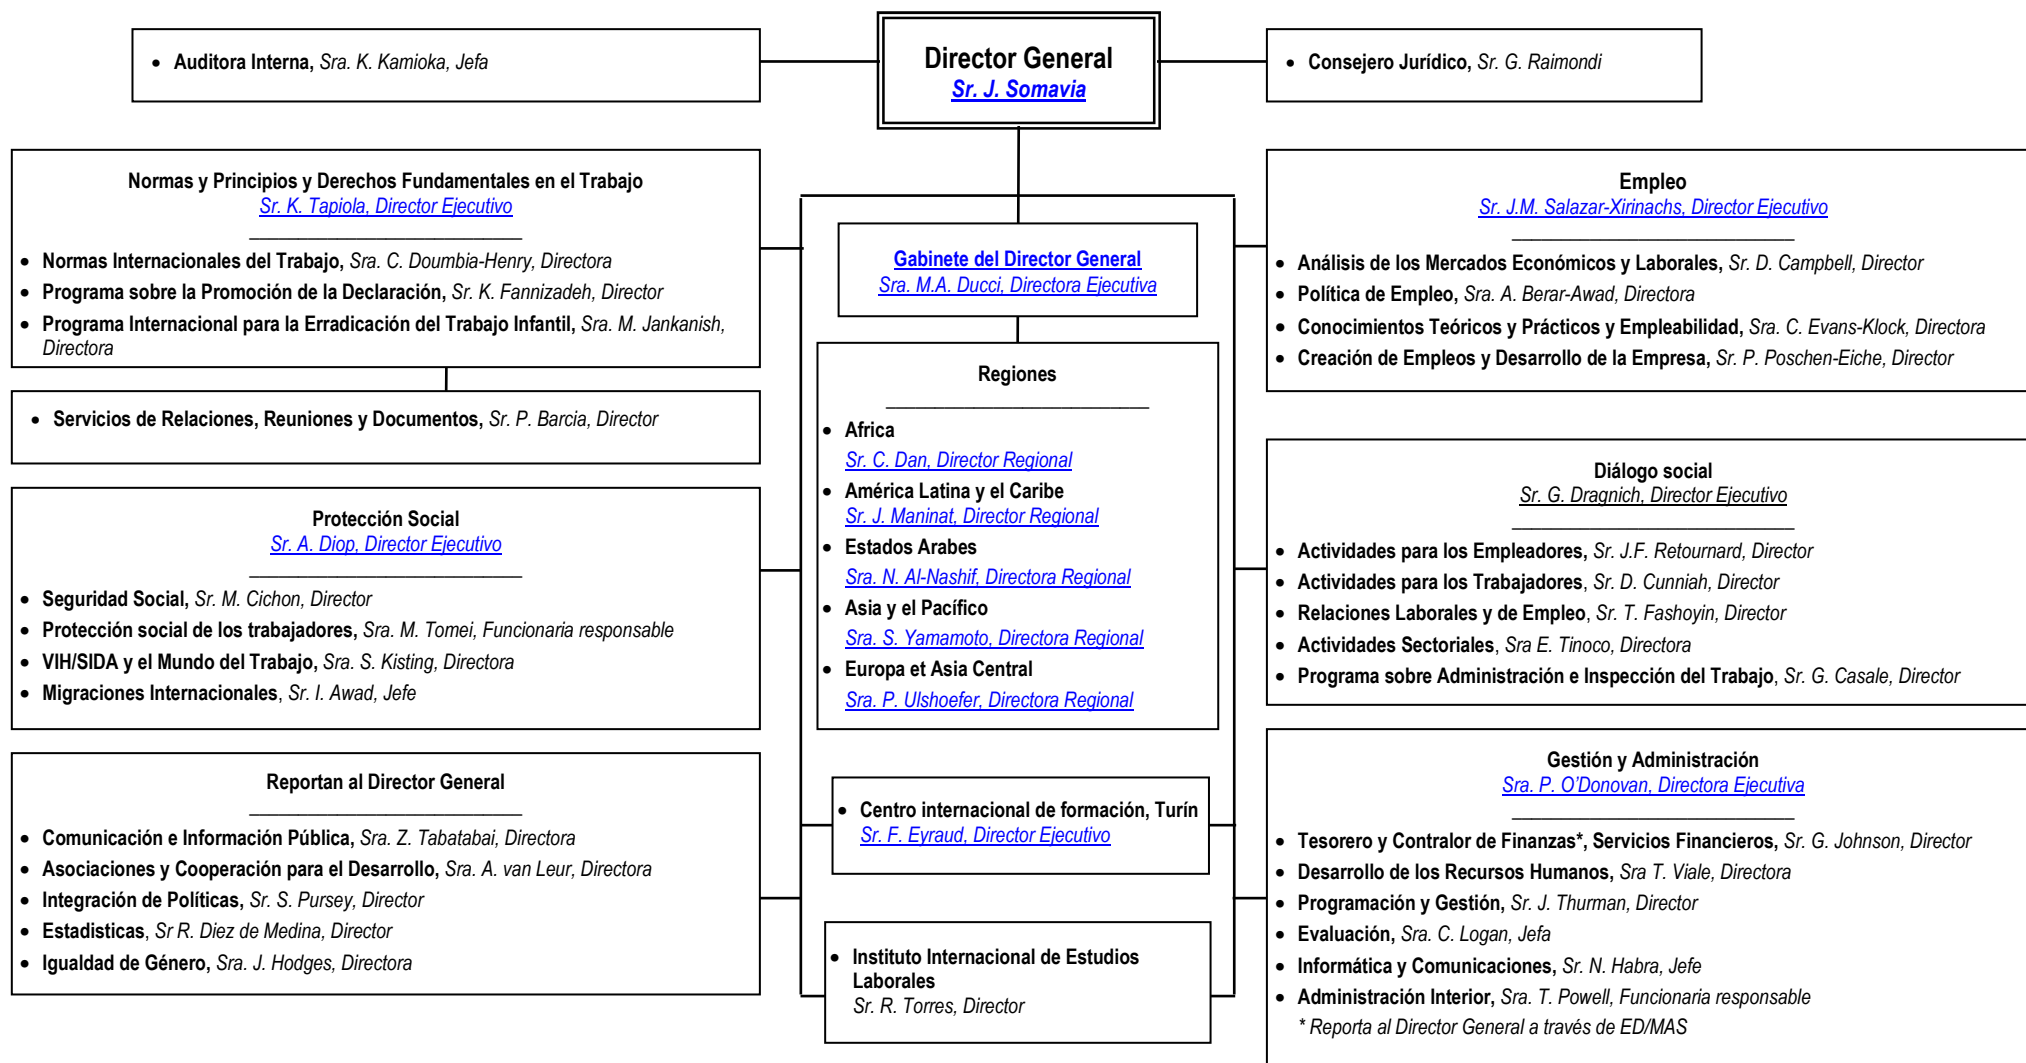 • Auditora Interna, Sra. K. Kamioka, Jefa
Director General
Sr. J. Somavia
• Consejero Jurídico, Sr. G. Raimondi
Normas y Principios y Derechos Fundamentales en el Trabajo
Sr. K. Tapiola, Director Ejecutivo
• Normas Internacionales del Trabajo, Sra. C. Doumbia-Henry, Directora
• Programa sobre la Promoción de la Declaración, Sr. K. Fannizadeh, Director
• Programa Internacional para la Erradicación del Trabajo Infantil, Sra. M. Jankanish,
Directora
• Servicios de Relaciones, Reuniones y Documentos, Sr. P. Barcia, Director
Protección Social
Sr. A. Diop, Director Ejecutivo
• Seguridad Social, Sr. M. Cichon, Director
• Protección social de los trabajadores, Sra. M. Tomei, Funcionaria responsable
• VIH/SIDA y el Mundo del Trabajo, Sra. S. Kisting, Directora
• Migraciones Internacionales, Sr. I. Awad, Jefe
Reportan al Director General
• Comunicación e Información Pública, Sra. Z. Tabatabai, Directora
• Asociaciones y Cooperación para el Desarrollo, Sra. A. van Leur, Directora
• Integración de Políticas, Sr. S. Pursey, Director
• Estadisticas, Sr R. Diez de Medina, Director
• Igualdad de Género, Sra. J. Hodges, Directora
Gabinete del Director General
Sra. M.A. Ducci, Directora Ejecutiva
Regiones
• Africa
Sr. C. Dan, Director Regional
• América Latina y el Caribe
Sr. J. Maninat, Director Regional
• Estados Arabes
Sra. N. Al-Nashif, Directora Regional
• Asia y el Pacífico
Sra. S. Yamamoto, Directora Regional
• Europa et Asia Central
Sra. P. Ulshoefer, Directora Regional
• Centro internacional de formación, Turín
Sr. F. Eyraud, Director Ejecutivo
• Instituto Internacional de Estudios
Laborales
Sr. R. Torres, Director
Empleo
Sr. J.M. Salazar-Xirinachs, Director Ejecutivo
• Análisis de los Mercados Económicos y Laborales, Sr. D. Campbell, Director
• Política de Empleo, Sra. A. Berar-Awad, Directora
• Conocimientos Teóricos y Prácticos y Empleabilidad, Sra. C. Evans-Klock, Directora
• Creación de Empleos y Desarrollo de la Empresa, Sr. P. Poschen-Eiche, Director
Diálogo social
Sr. G. Dragnich, Director Ejecutivo
• Actividades para los Empleadores, Sr. J.F. Retournard, Director
• Actividades para los Trabajadores, Sr. D. Cunniah, Director
• Relaciones Laborales y de Empleo, Sr. T. Fashoyin, Director
• Actividades Sectoriales, Sra E. Tinoco, Directora
• Programa sobre Administración e Inspección del Trabajo, Sr. G. Casale, Director
Gestión y Administración
Sra. P. O’Donovan, Directora Ejecutiva
• Tesorero y Contralor de Finanzas*, Servicios Financieros, Sr. G. Johnson, Director
• Desarrollo de los Recursos Humanos, Sra T. Viale, Directora
• Programación y Gestión, Sr. J. Thurman, Director
• Evaluación, Sra. C. Logan, Jefa
• Informática y Comunicaciones, Sr. N. Habra, Jefe
• Administración Interior, Sra. T. Powell, Funcionaria responsable
* Reporta al Director General a través de ED/MAS